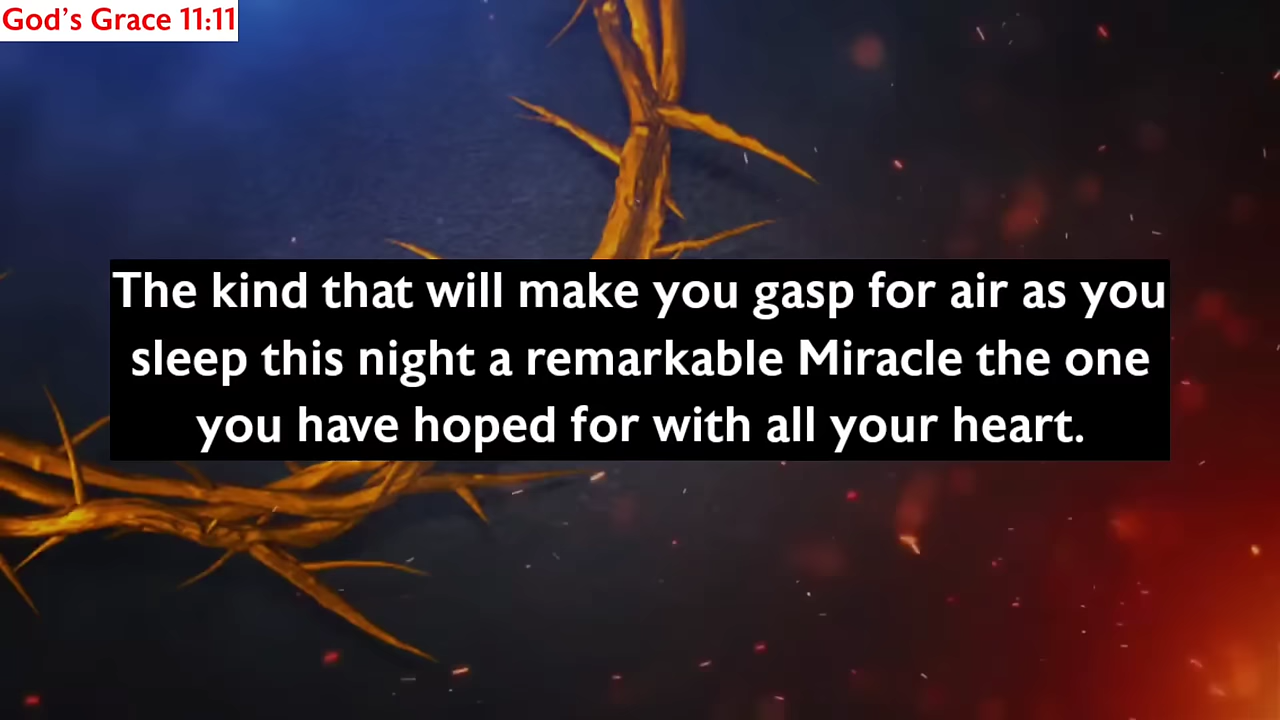 God’s Grace 11:11
The kind that will make you gasp for air as you
sleep this night a remarkable Miracle the one
you have hoped for with all your heart.